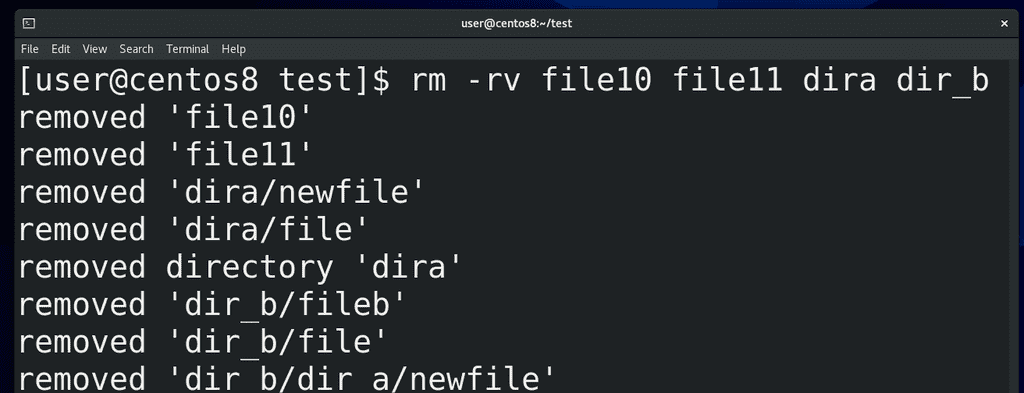 user@centos8:~/test
File Edit View Search Terminal Help
[user@centos8 test]$ rm -rv file10 file11 dira dir_b
removed 'file10'
removed 'file11'
removed 'dira/newfile'
removed 'dira/file'
removed directory 'dira'
removed 'dir_b/fileb'
removed 'dir_b/file'
removed 'dir_b/dir_a/newfile'